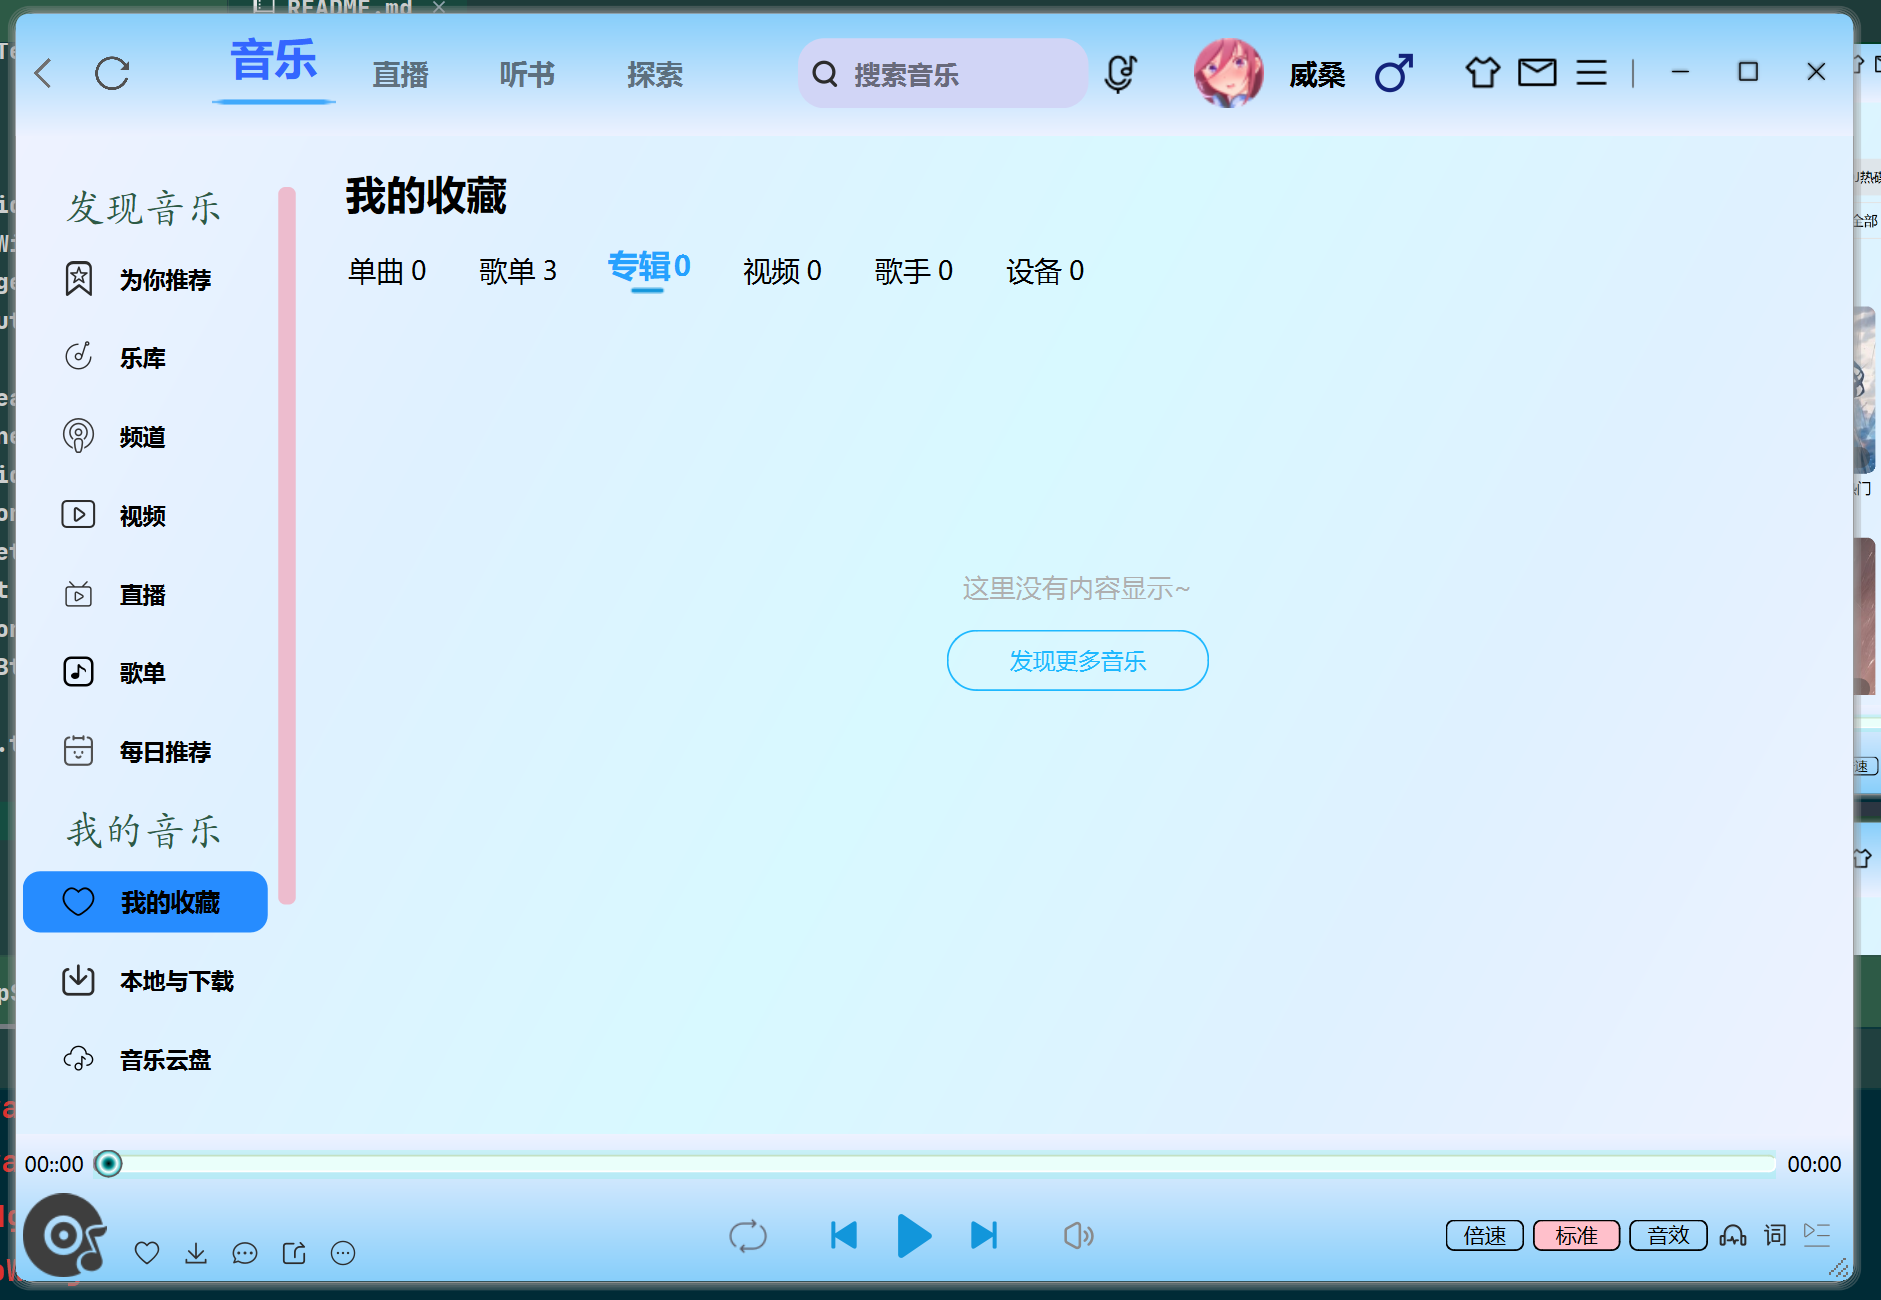 README.md
音乐
直播
听书
探索
搜索音乐
威桑
发现音乐
为你推荐
乐库
频道
视频
直播
歌单
每日推荐
我的音乐
我的收藏
本地与下载
音乐云盘
我的收藏
单曲 0
歌单 3
专辑0
视频 0
歌手 0
设备 0
这里没有内容显示~
发现更多音乐
全部
00::00
00:00
倍速
标准
音效
词